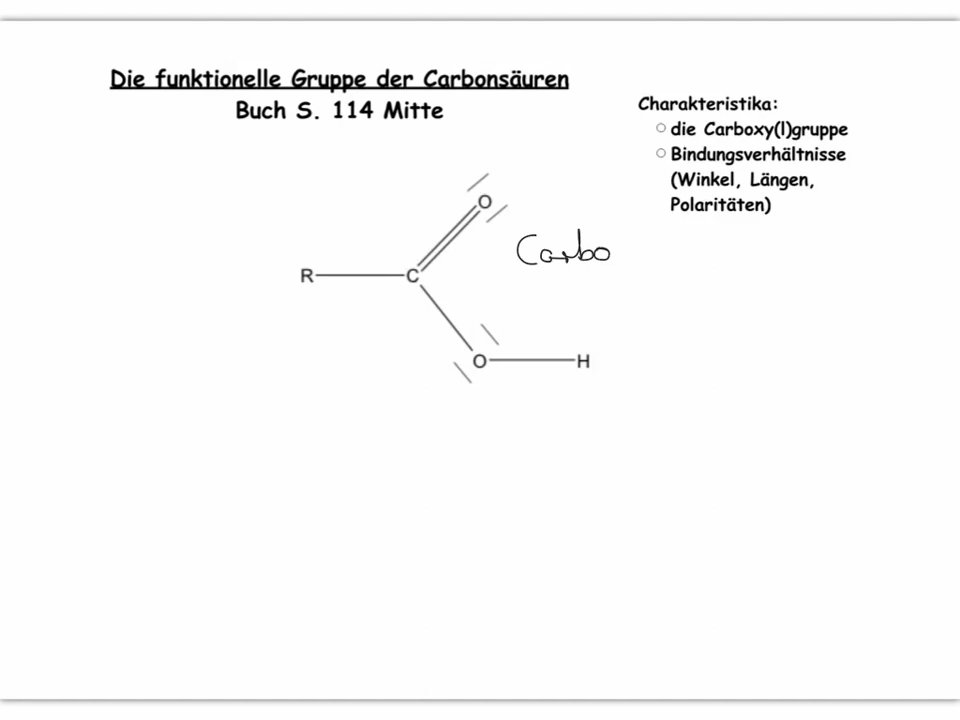 Die funktionelle Gruppe der Carbonsäuren
Buch S. 114 Mitte
Charakteristika:
die Carboxy(l)gruppe
Bindungsverhältnisse
(Winkel, Längen,
Polaritäten)
O
Carbo
R C
O H